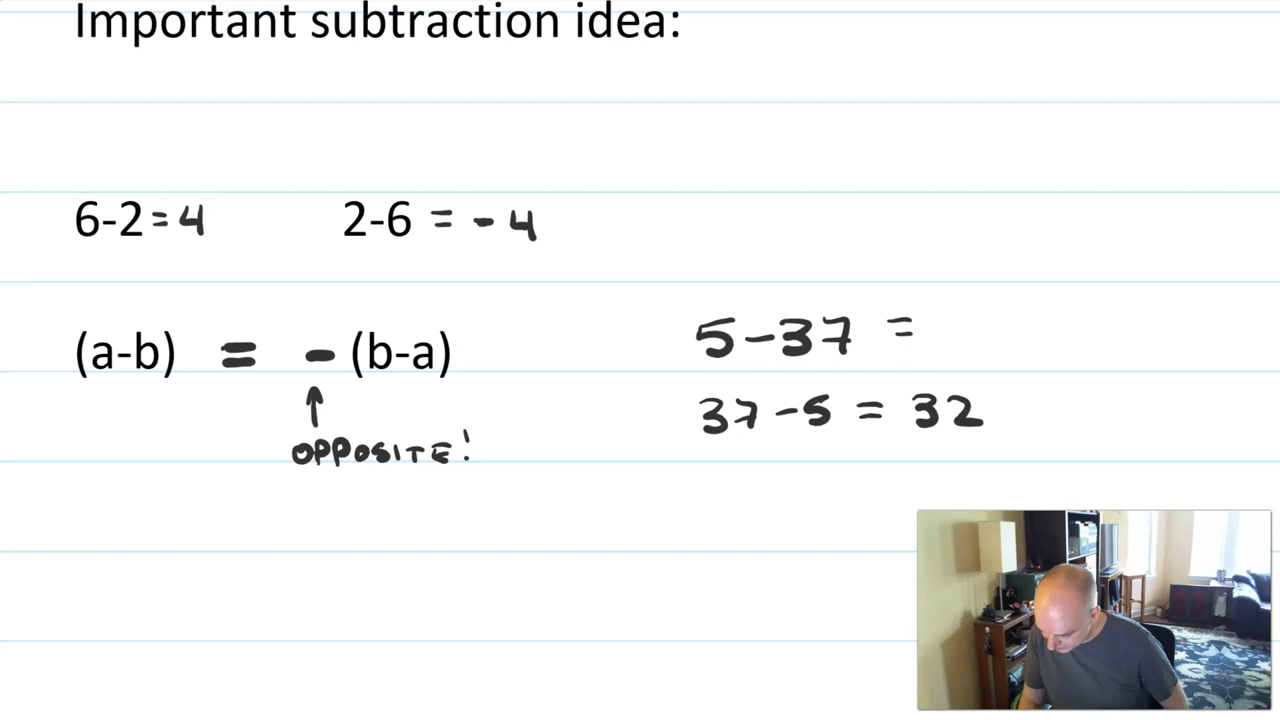 Important subtraction idea:
6-2 = 4 2-6 = - 4
(a-b) = - (b-a)
↑
OPPOSITE!
5-37 =
37-5 = 32